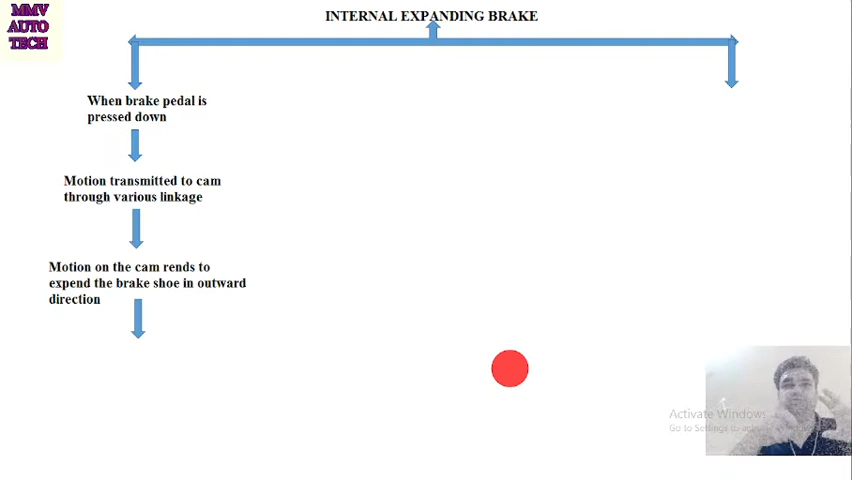 MMV
AUTO
TECH
INTERNAL EXPANDING BRAKE
When brake pedal is
pressed down
Motion transmitted to cam
through various linkage
Motion on the cam rends to
expend the brake shoe in outward
direction
Activate Windows
Go to Settings to